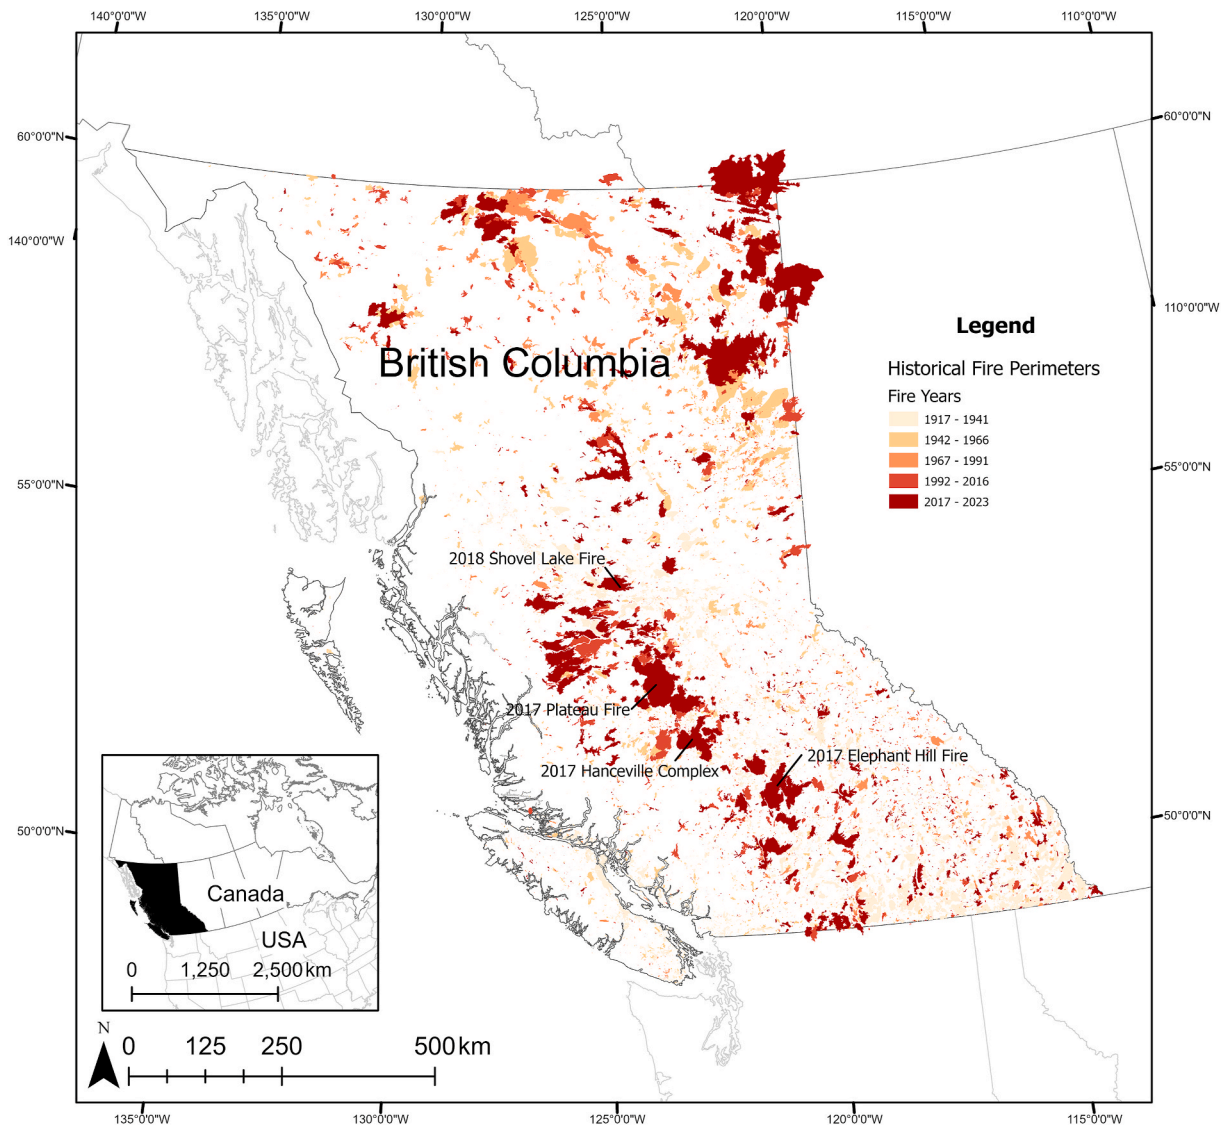 140°0'0"W 135°0'0"W 130°0'0"W 125°0'0"W 120°0'0"W 115°0'0"W 110°0'0"W
60°0'0"N
60°0'0"N
140°0'0"W
110°0'0"W
British Columbia
Legend
Historical Fire Perimeters
Fire Years
1917 - 1941
1942 - 1966
1967 - 1991
1992 - 2016
2017 - 2023
55°0'0"N
55°0'0"N
2018 Shovel Lake Fire
2017 Plateau Fire
2017 Hanceville Complex
2017 Elephant Hill Fire
50°0'0"N
50°0'0"N
Canada
USA
0 1,250 2,500 km
N
0 125 250 500 km
135°0'0"W 130°0'0"W 125°0'0"W 120°0'0"W 115°0'0"W